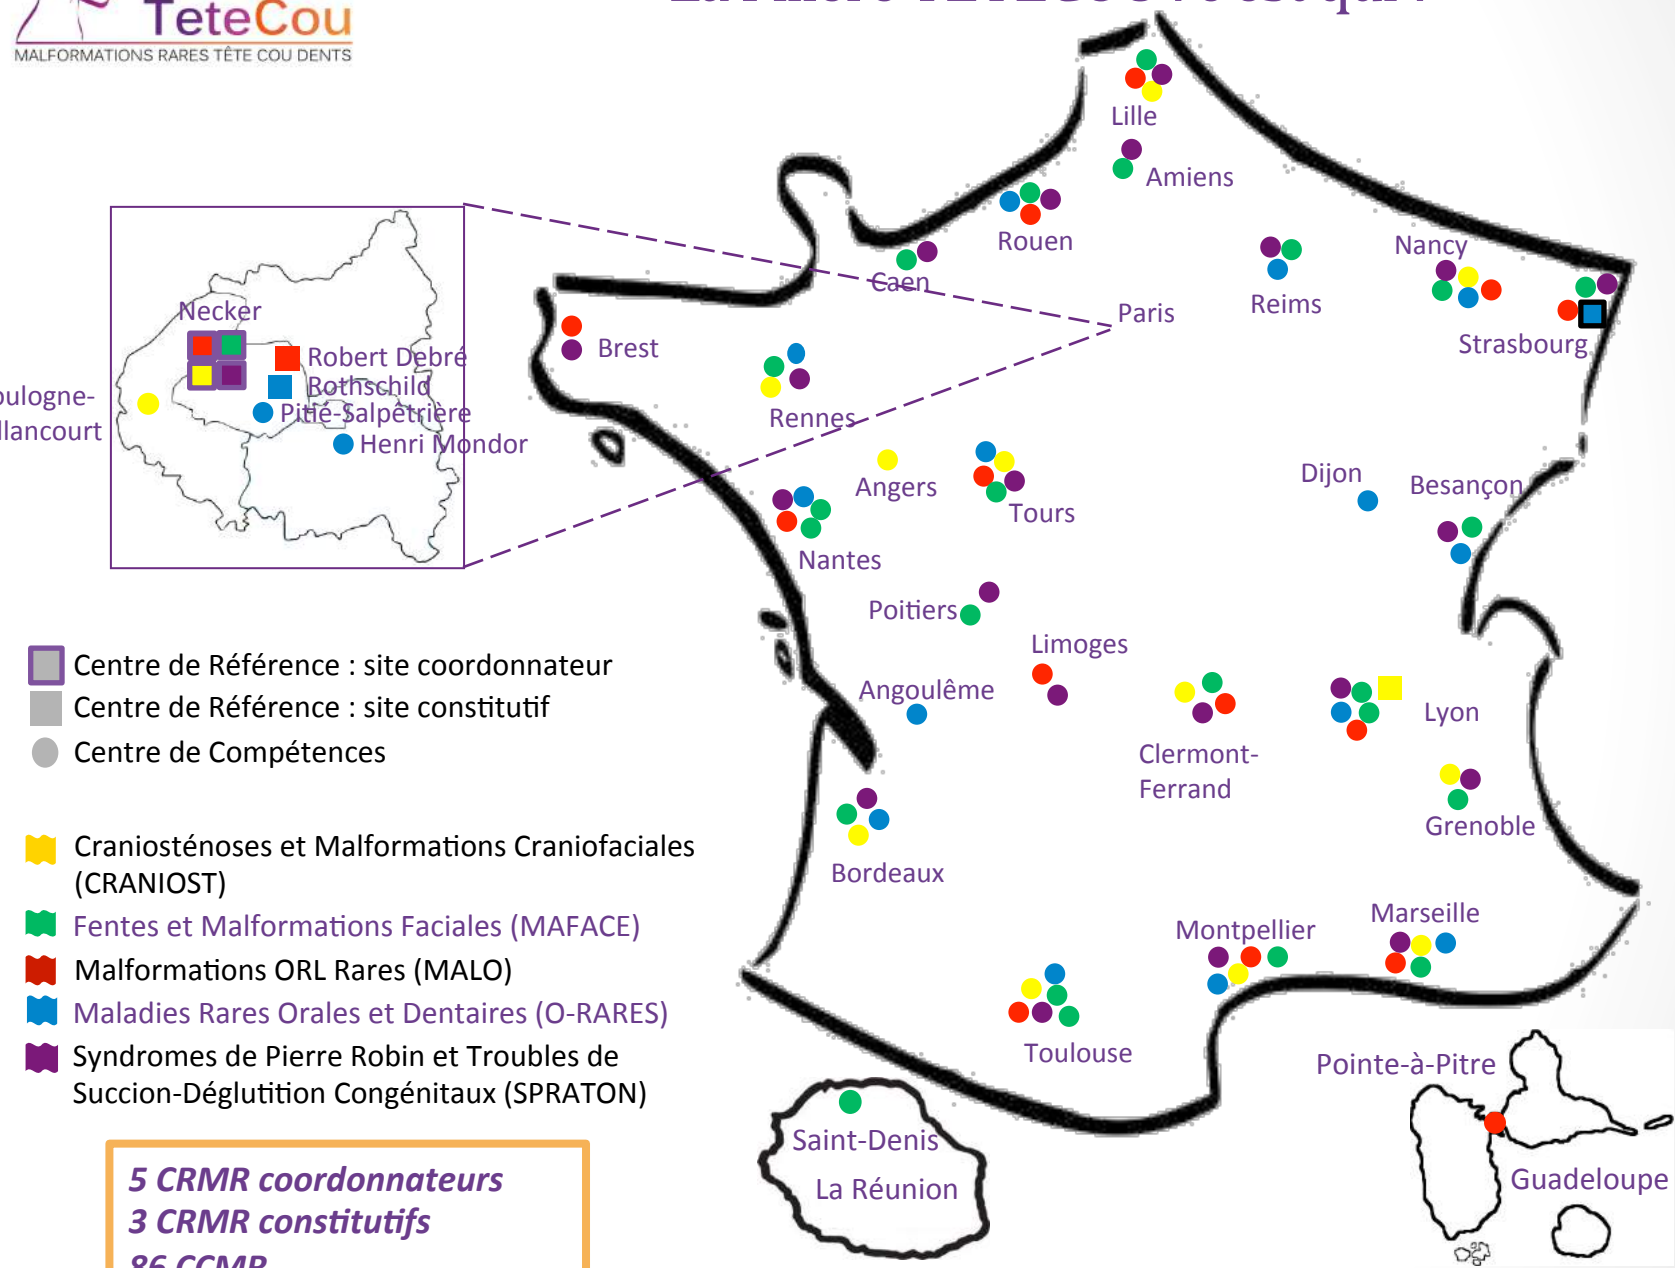 TeteCou
MALFORMATIONS RARES TÊTE COU DENTS
Lille
Amiens
Rouen
Caen
Nancy
Reims
Paris
Strasbourg
Necker
Robert Debré
Rothschild
Pitié-Salpêtrière
Henri Mondor
Brest
Rennes
Angers
Tours
Dijon
Besançon
Nantes
Poitiers
Limoges
Angoulême
Clermont-
Ferrand
Lyon
Grenoble
Bordeaux
Montpellier
Marseille
Toulouse
Centre de Référence : site coordonnateur
Centre de Référence : site constitutif
Centre de Compétences
Craniosténoses et Malformations Craniofaciales
(CRANIOST)
Fentes et Malformations Faciales (MAFACE)
Malformations ORL Rares (MALO)
Maladies Rares Orales et Dentaires (O-RARES)
Syndromes de Pierre Robin et Troubles de
Succion-Déglutition Congénitaux (SPRATON)
5 CRMR coordonnateurs
3 CRMR constitutifs
86 CCMR
Saint-Denis
La Réunion
Pointe-à-Pitre
Guadeloupe